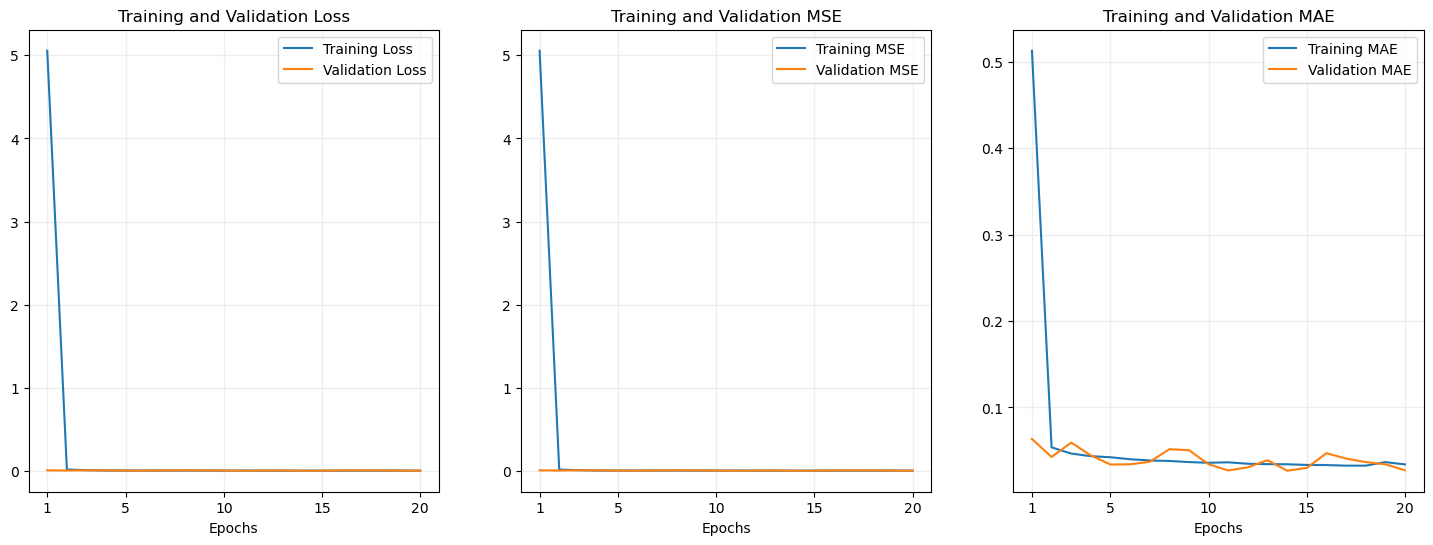 Training and Validation Loss
Training Loss
Validation Loss
5
4
3
2
1
0
1 5 10 15 20
Epochs
Training and Validation MSE
Training MSE
Validation MSE
5
4
3
2
1
0
1 5 10 15 20
Epochs
Training and Validation MAE
Training MAE
Validation MAE
0.5
0.4
0.3
0.2
0.1
1 5 10 15 20
Epochs